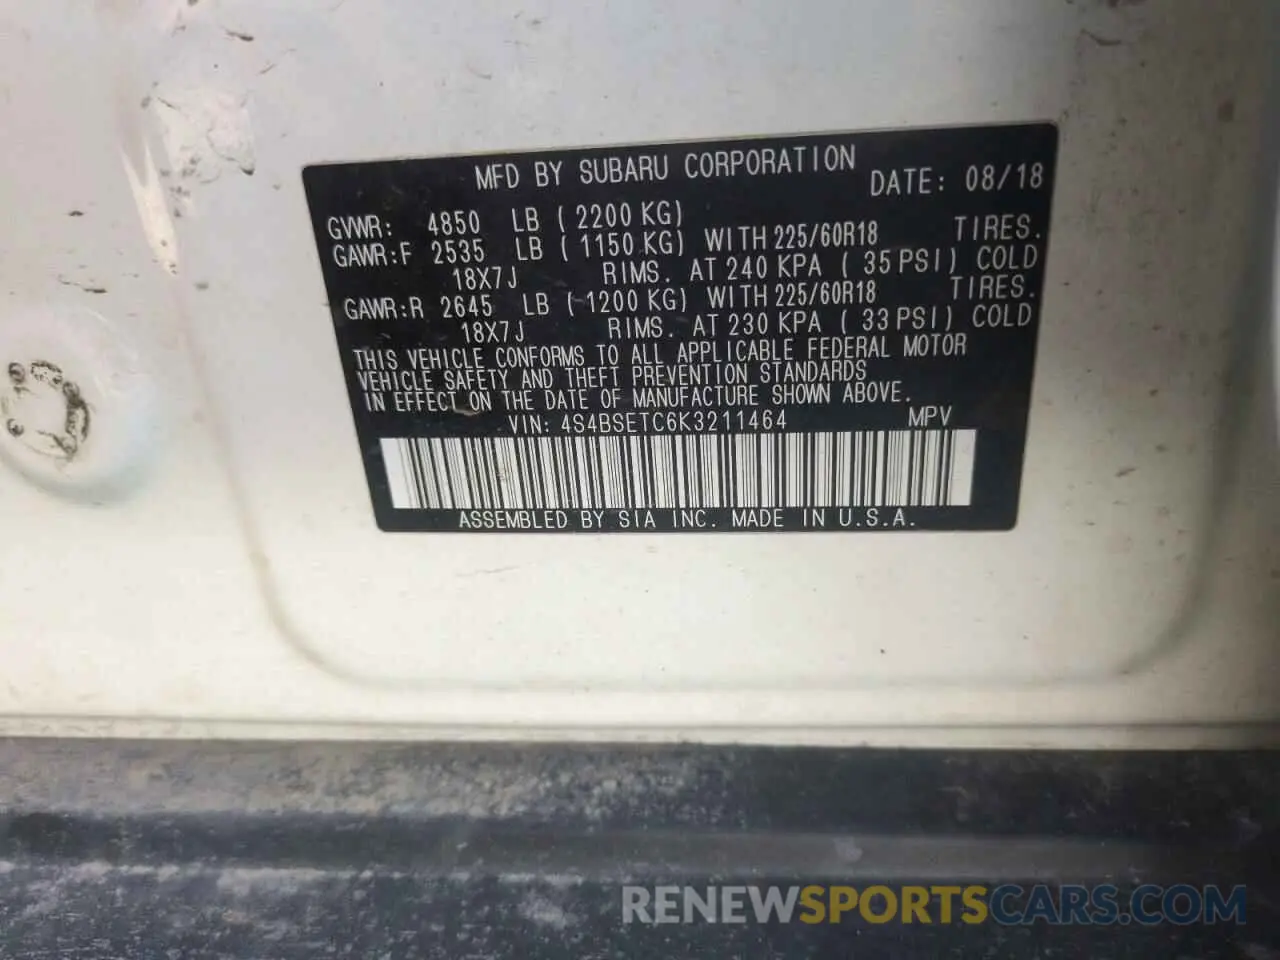 MFD BY SUBARU CORPORATION
DATE: 08/18
GVWR: 4850 LB (2200 KG)
GAWR:F 2535 LB (1150 KG) WITH 225/60R18 TIRES.
18X7J RIMS. AT 240 KPA (35 PSI) COLD
GAWR:R 2645 LB (1200 KG) WITH 225/60R18 TIRES.
18X7J RIMS. AT 230 KPA (33 PSI) COLD
THIS VEHICLE CONFORMS TO ALL APPLICABLE FEDERAL MOTOR
VEHICLE SAFETY AND THEFT PREVENTION STANDARDS
IN EFFECT ON THE DATE OF MANUFACTURE SHOWN ABOVE.
VIN: 4S4BSETC6K3211464 MPV
ASSEMBLED BY SIA INC. MADE IN U.S.A.
RENEWSPORTSCARS.COM